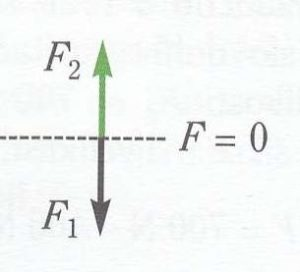 F₂
F = 0
F₁